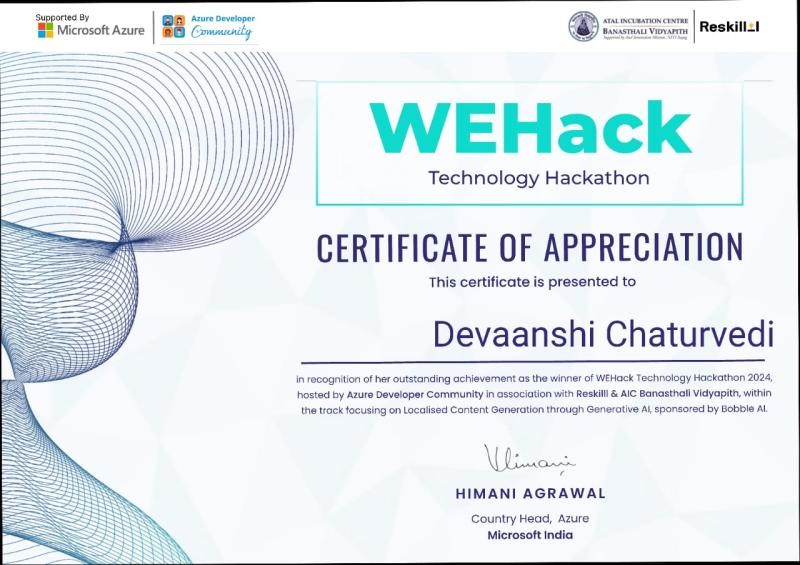 Supported By
Microsoft Azure
Azure Developer
Community
ATAL INCUBATION CENTRE
BANASTHALI VIDYAPITH
Supported by Atal Innovation Mission, NITI Aayog
Reskilll
WEHack
Technology Hackathon
CERTIFICATE OF APPRECIATION
This certificate is presented to
Devaanshi Chaturvedi
in recognition of her outstanding achievement as the winner of WEHack Technology Hackathon 2024,
hosted by Azure Developer Community in association with Reskilll & AIC Banasthali Vidyapith, within
the track focusing on Localised Content Generation through Generative AI, sponsored by Bobble AI.
Himani
HIMANI AGRAWAL
Country Head, Azure
Microsoft India